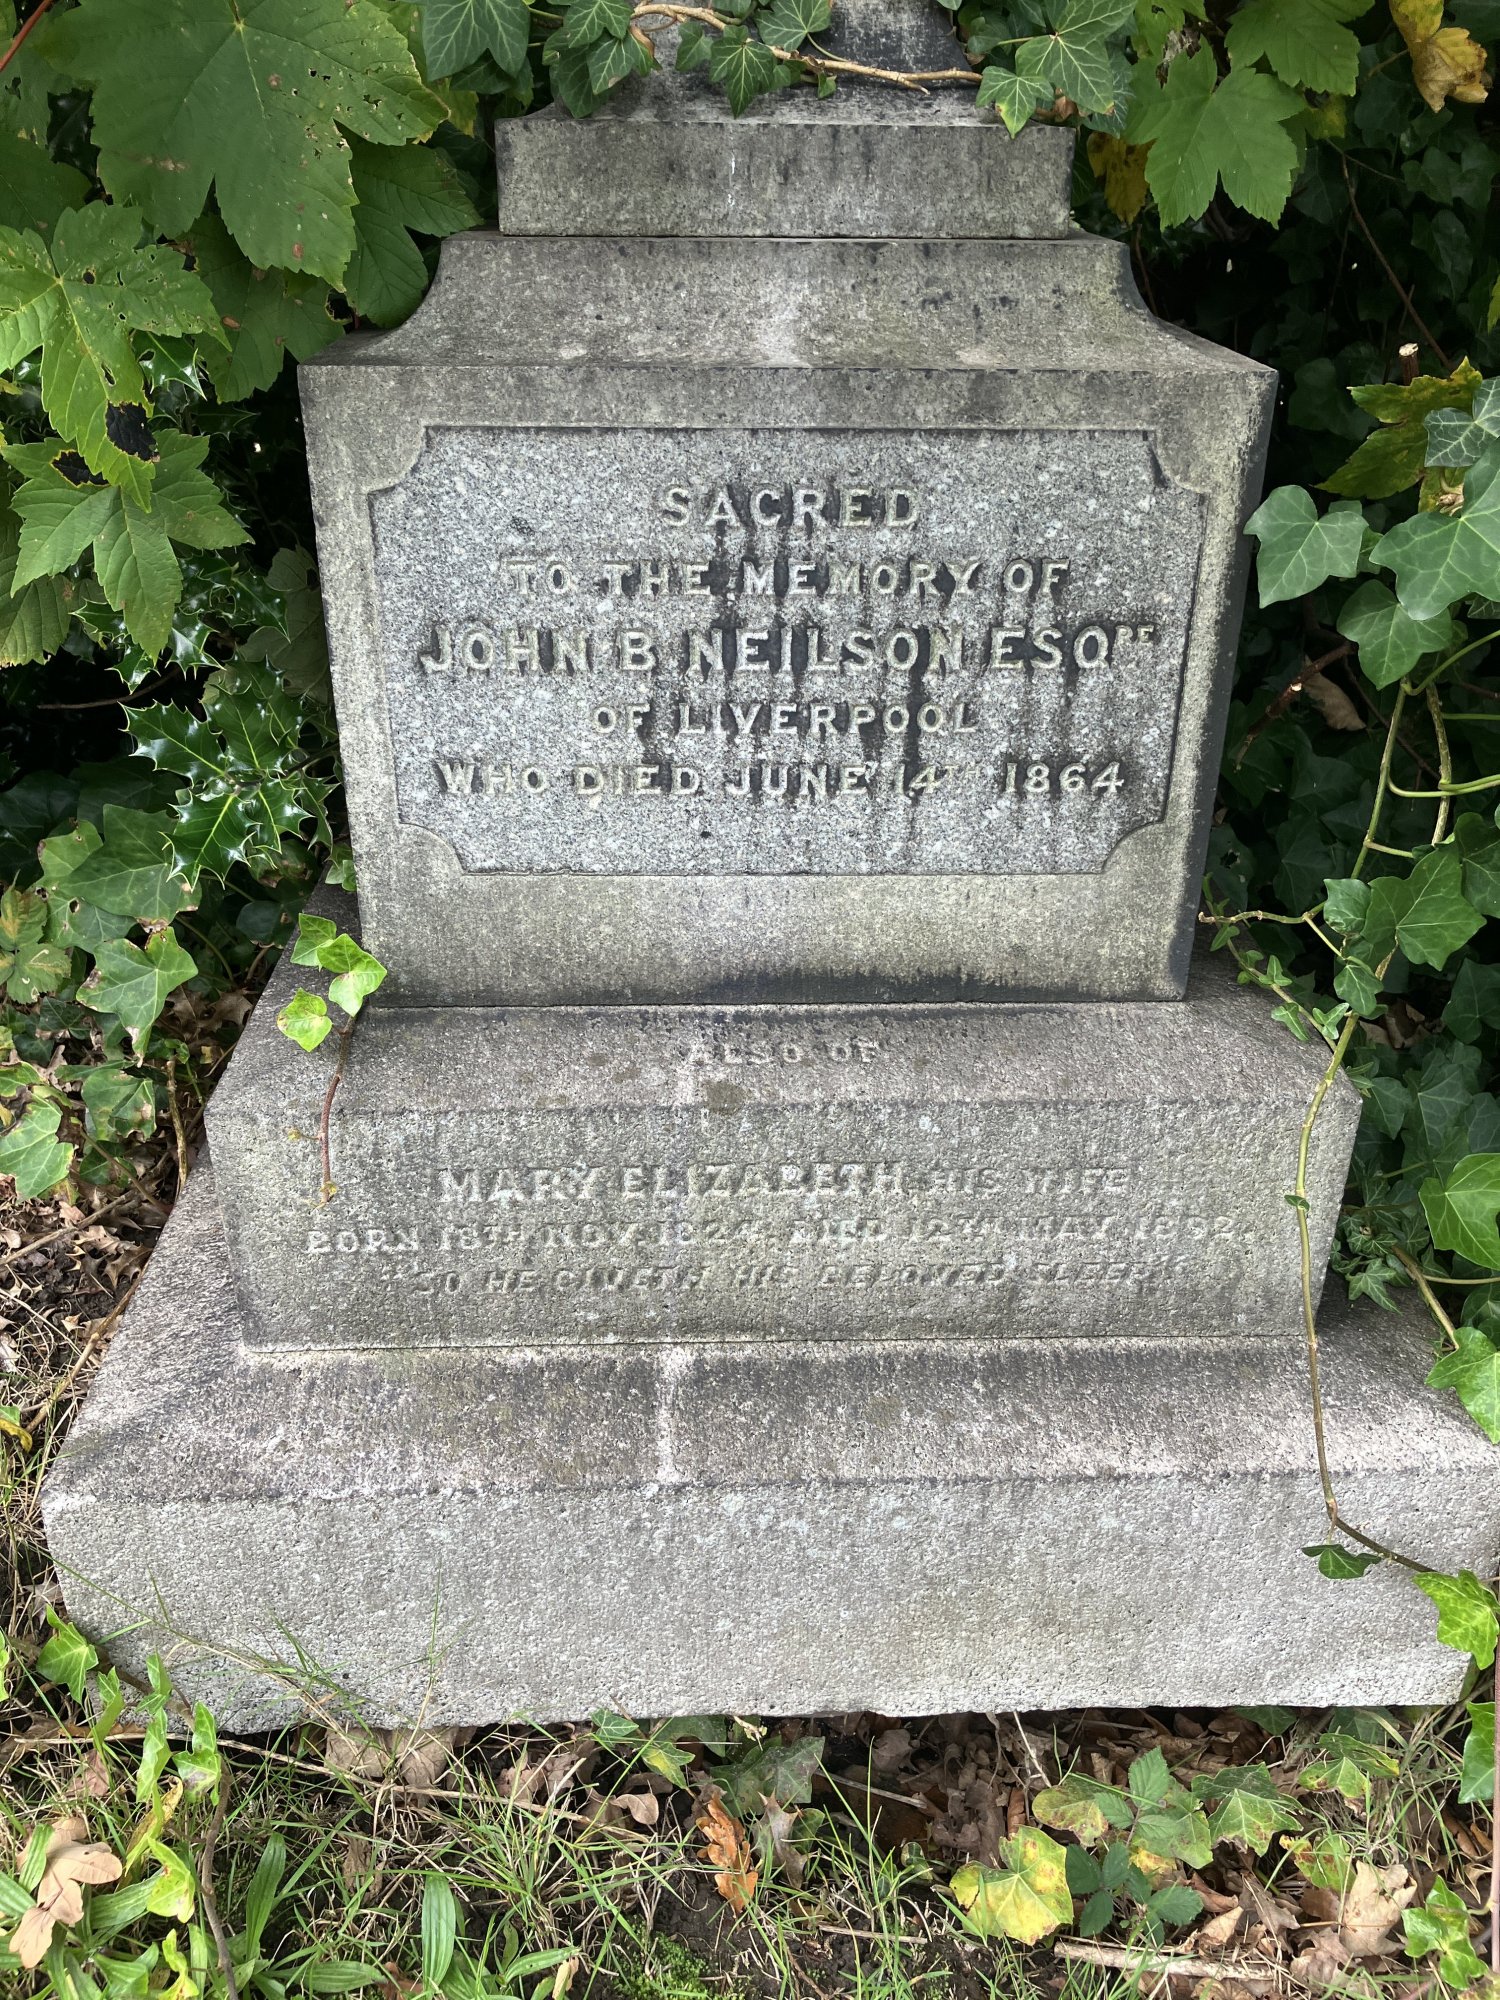 SACRED
TO THE MEMORY OF
JOHN B. NEILSON ESQRE
OF LIVERPOOL
WHO DIED JUNE 14TH 1864
ALSO OF
MARY ELIZABETH, HIS WIFE
BORN 18TH NOV. 1824. DIED 12TH MAY. 1892.
"SO HE GIVETH HIS BELOVED SLEEP"